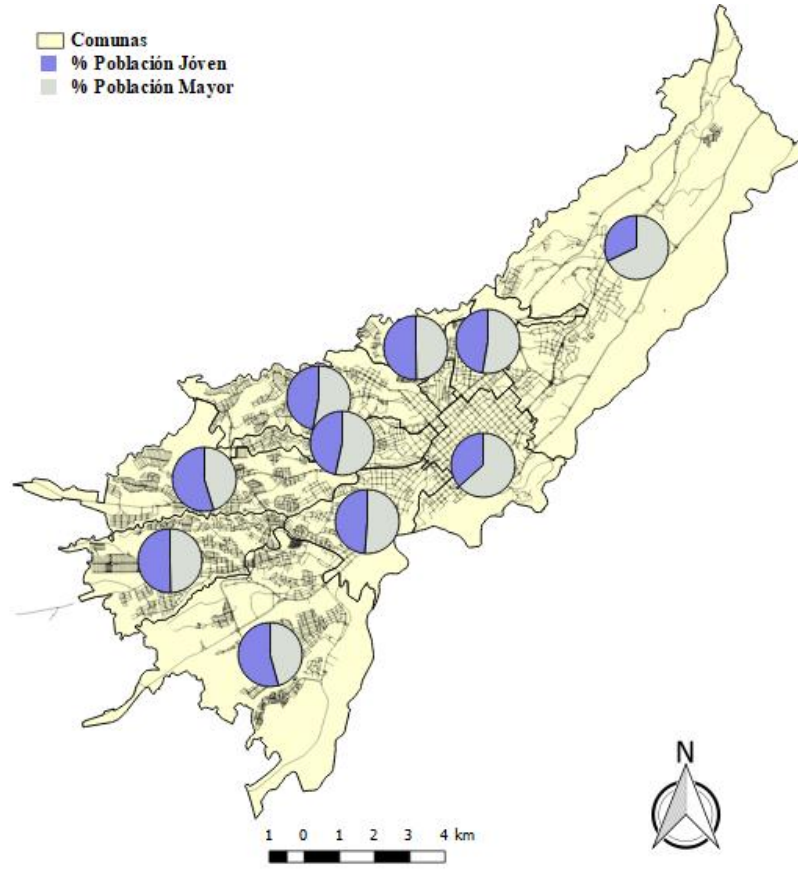 Comunas
% Población Jóven
% Población Mayor
N
1 0 1 2 3 4 km